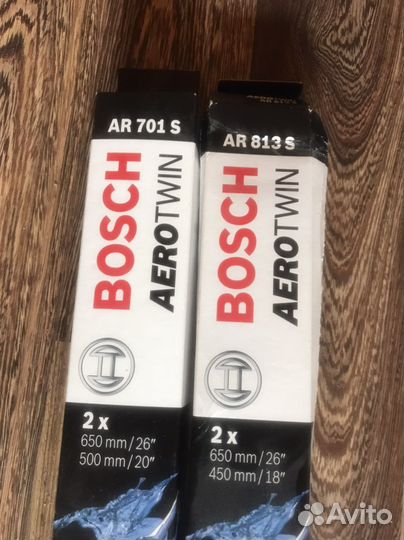 AR 701 S
BOSCH
AEROTWIN
2 x
650 mm / 26"
500 mm / 20"
AEROTWIN
AR 813 S
BOSCH
AEROTWIN
2 x
650 mm / 26"
450 mm / 18"
Avito